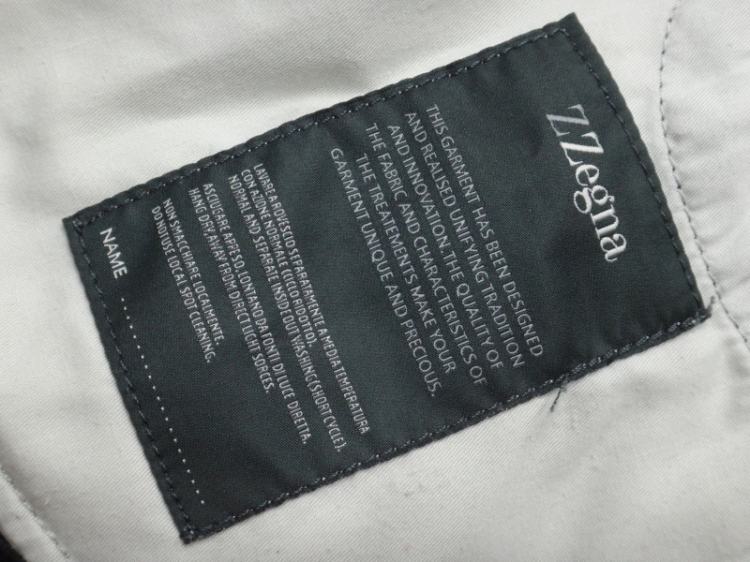 ZZegna
THIS GARMENT HAS BEEN DESIGNED
AND REALISED UNIFYING TRADITION
AND INNOVATION. THE QUALITY OF
THE FABRIC AND CHARACTERISTICS OF
THE TREATEMENTS MAKE YOUR
GARMENT UNIQUE AND PRECIOUS.
LAVARE A ROVESCIO SEPARATAMENTE A MEDIA TEMPERATURA
CON AZIONE NORMALE (CICLO RIDOTTO).
NORMAL AND SEPARATE INSIDE OUT WASHING (SHORT CYCLE).
ASCIUGARE APPESO, LONTANO DA FONTI DI LUCE DIRETTA.
HANG DRY, AWAY FROM DIRECT LIGHT SORCES.
NON SMACCHIARE LOCALMENTE.
DO NOT USE LOCAL SPOT CLEANING.
NAME ....................